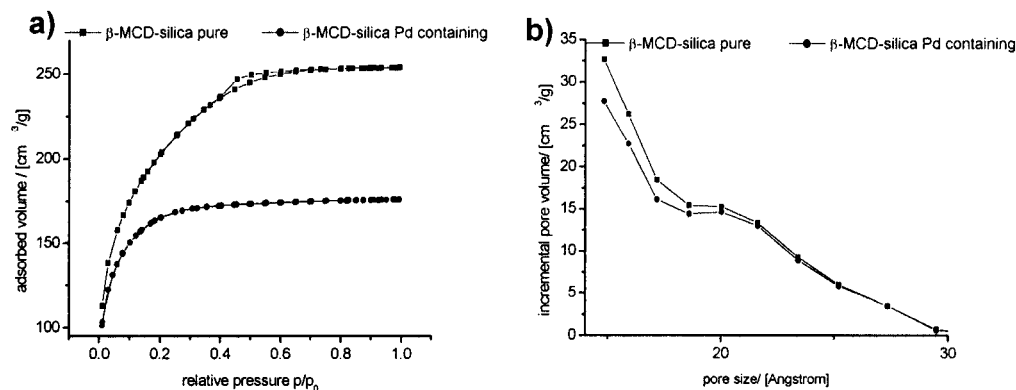 a)
β-MCD-silica pure
β-MCD-silica Pd containing
adsorbed volume / [cm³/g]
250
200
150
100
0.0 0.2 0.4 0.6 0.8 1.0
relative pressure p/p₀
b)
β-MCD-silica pure
β-MCD-silica Pd containing
incremental pore volume/ [cm³/g]
35
30
25
20
15
10
5
0
20 30
pore size/ [Angstrom]